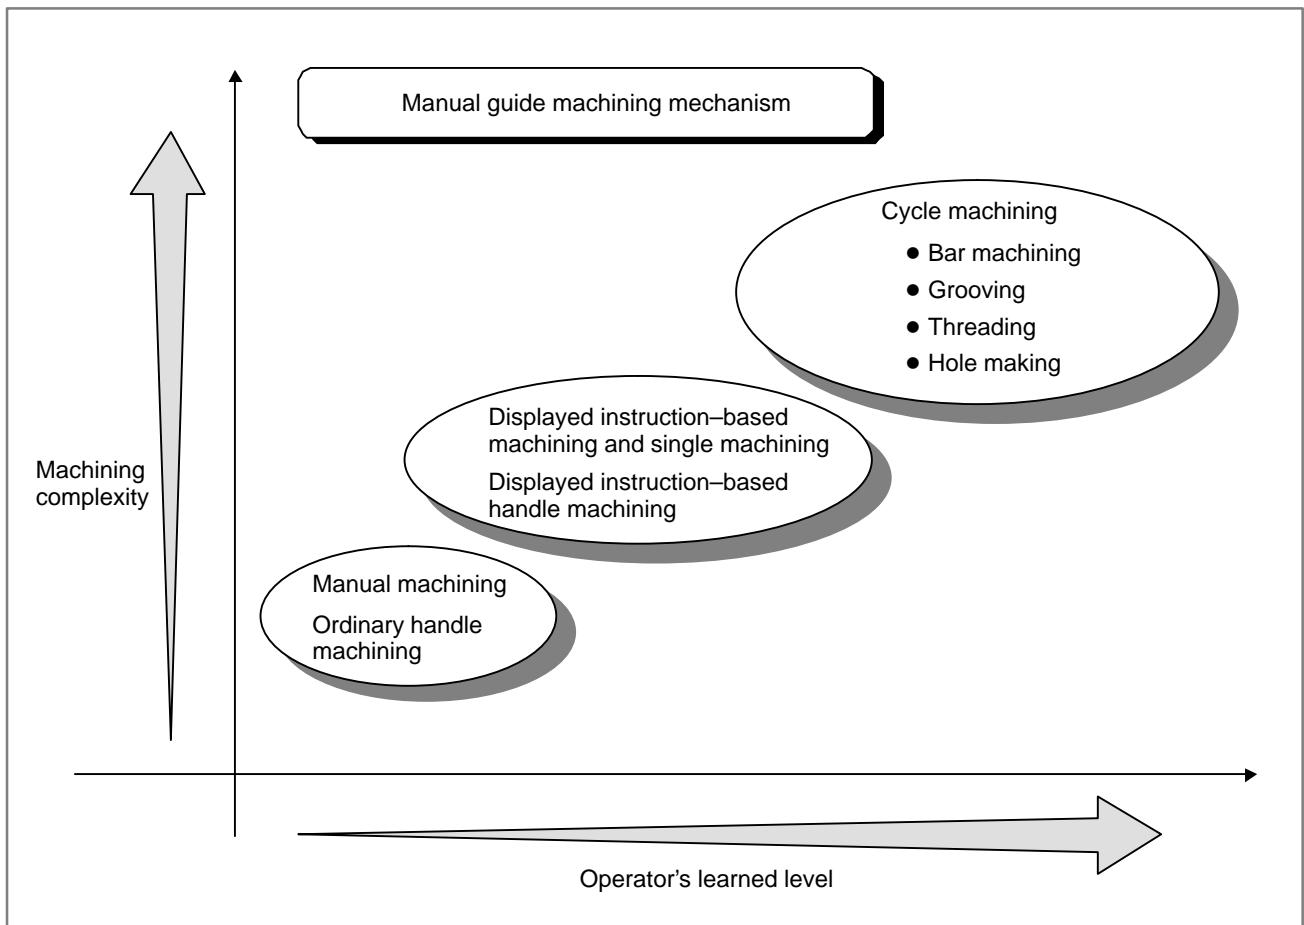 Manual guide machining mechanism
Cycle machining
● Bar machining
● Grooving
● Threading
● Hole making
Displayed instruction–based
machining and single machining
Displayed instruction–based
handle machining
Machining
complexity
Manual machining
Ordinary handle
machining
Operator's learned level